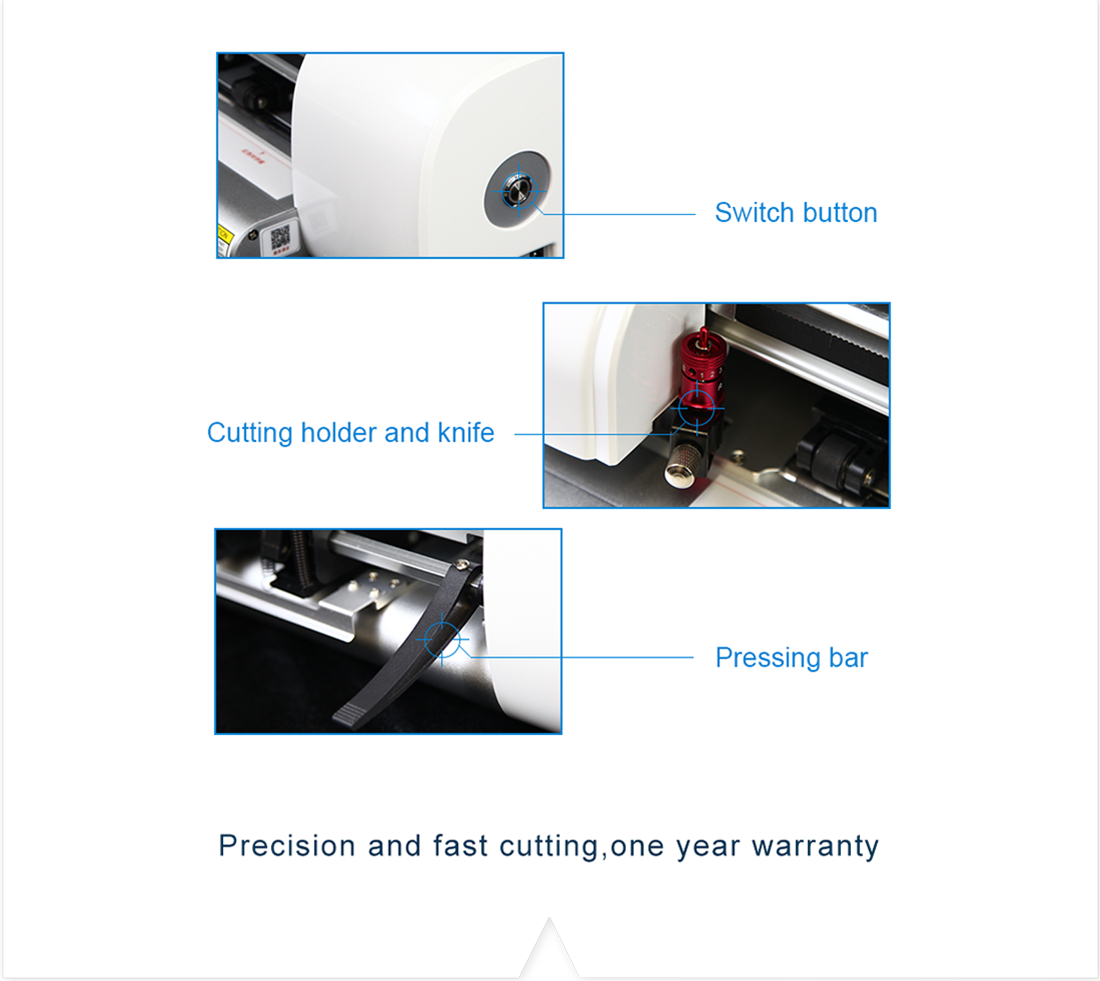 Switch button
Cutting holder and knife
Pressing bar
Precision and fast cutting,one year warranty